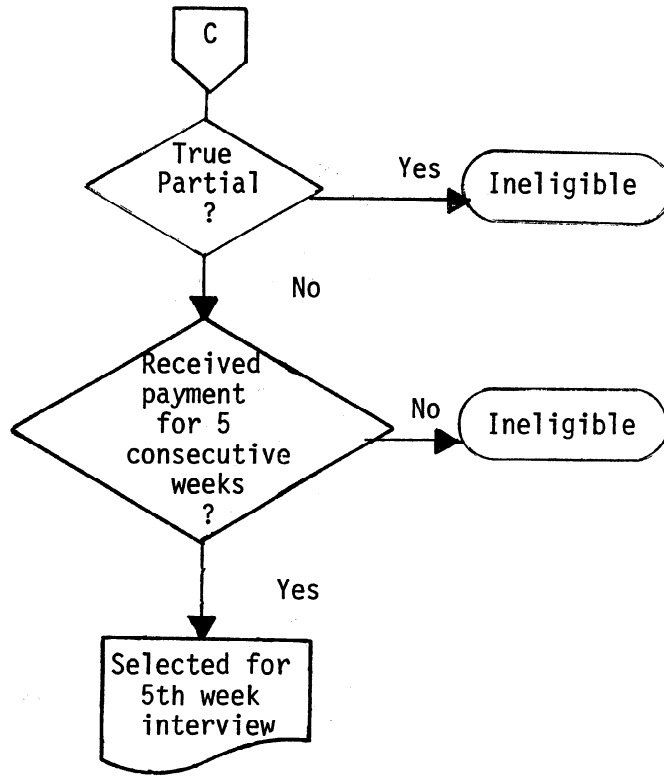 C
True
Partial
?
Yes
Ineligible
No
Received
payment
for 5
consecutive
weeks
?
No
Ineligible
Yes
Selected for
5th week
interview